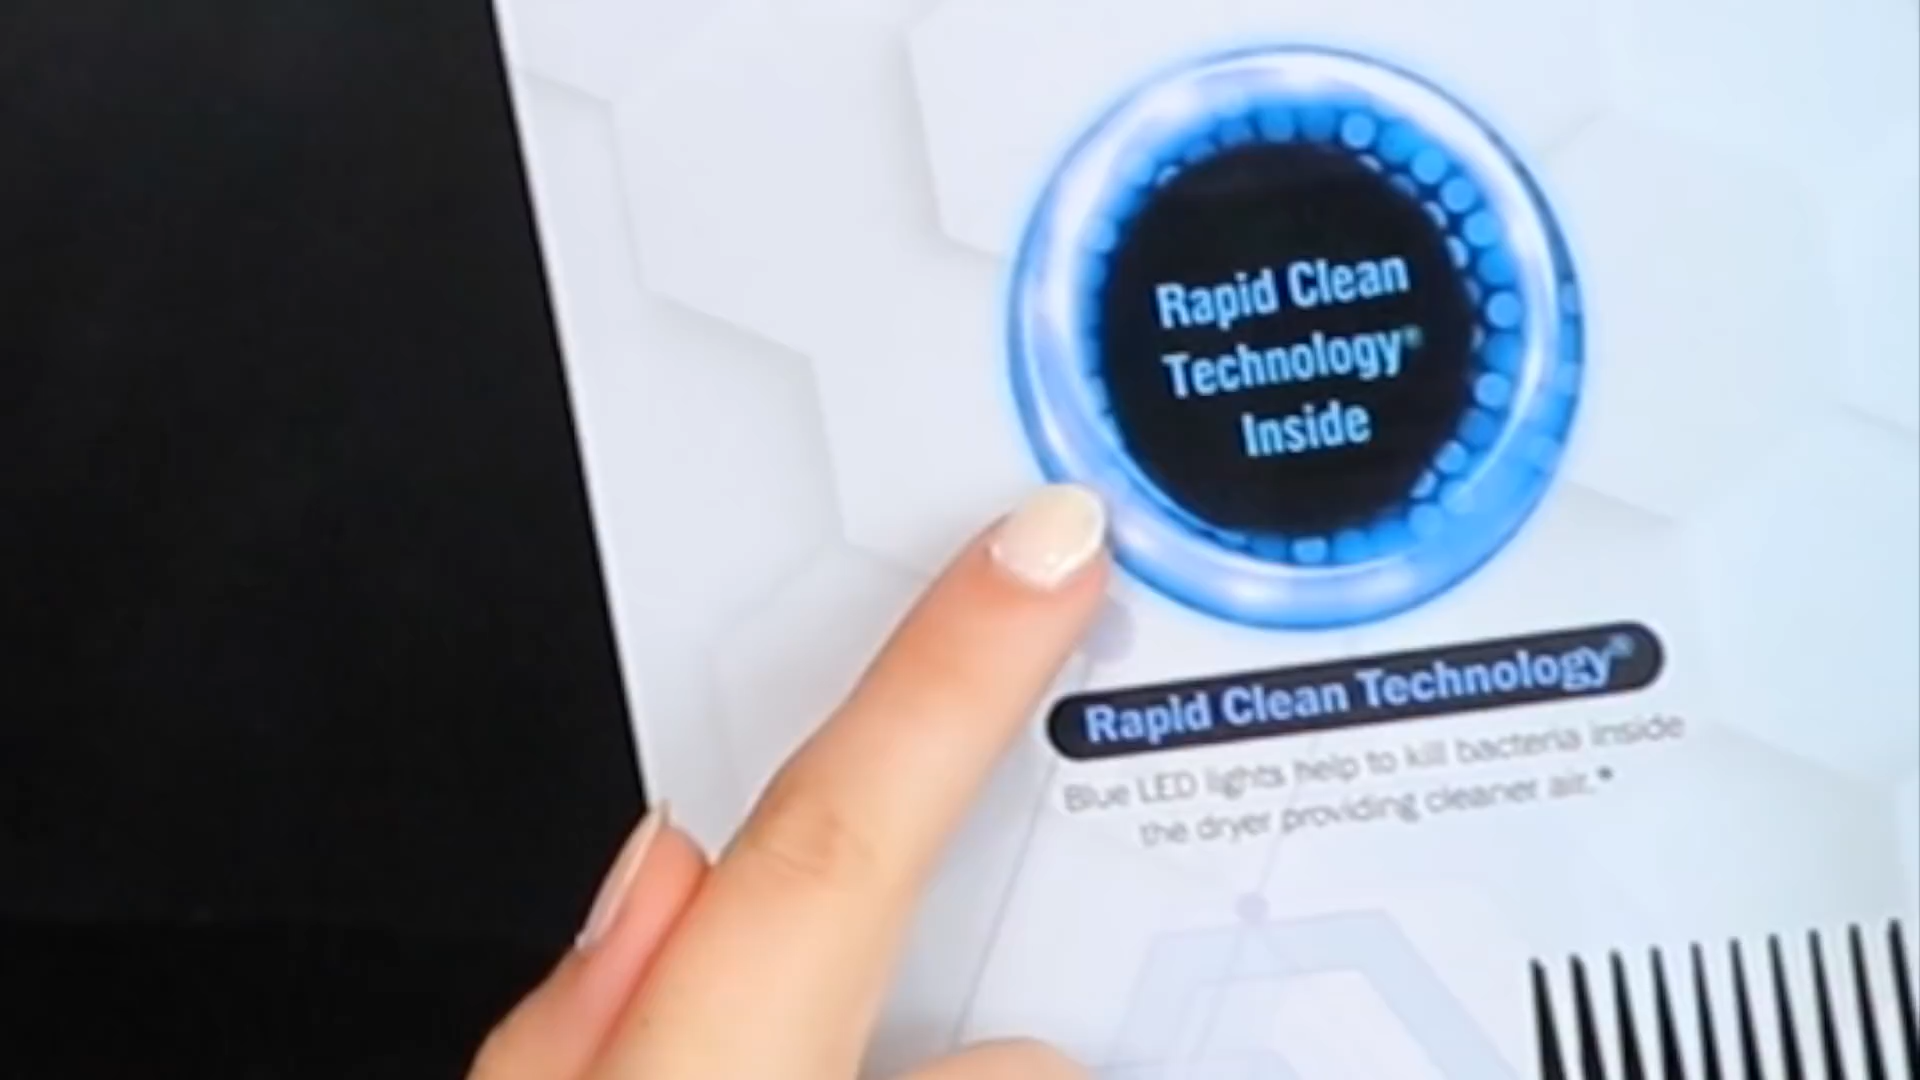 Rapid Clean
Technology®
Inside
Rapid Clean Technology®
Blue LED lights help to kill bacteria inside
the dryer providing cleaner air.*